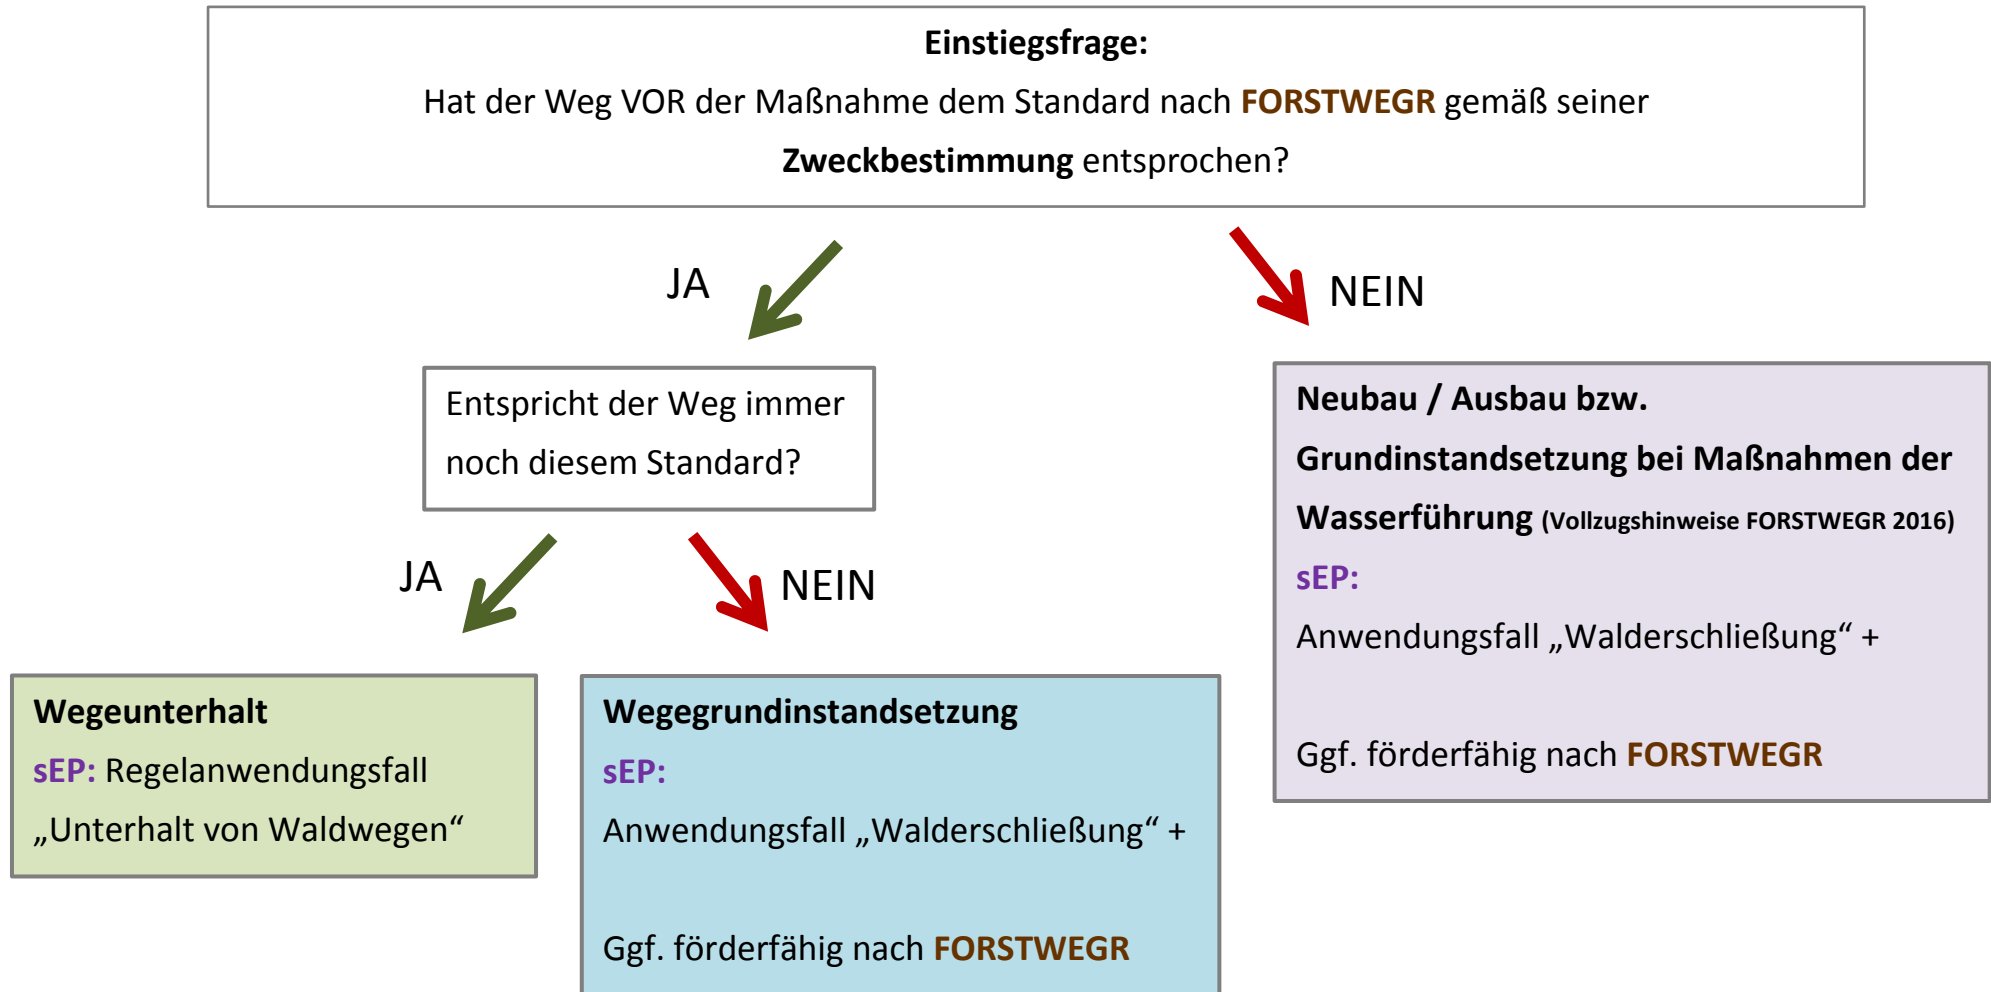 Einstiegsfrage:
Hat der Weg VOR der Maßnahme dem Standard nach FORSTWEGR gemäß seiner
Zweckbestimmung entsprochen?
JA
NEIN
Entspricht der Weg immer
noch diesem Standard?
JA
NEIN
Neubau / Ausbau bzw.
Grundinstandsetzung bei Maßnahmen der
Wasserführung (Vollzugshinweise FORSTWEGR 2016)
sEP:
Anwendungsfall „Walderschließung“ +
Ggf. förderfähig nach FORSTWEGR
Wegeunterhalt
sEP: Regelanwendungsfall
„Unterhalt von Waldwegen“
Wegegrundinstandsetzung
sEP:
Anwendungsfall „Walderschließung“ +
Ggf. förderfähig nach FORSTWEGR